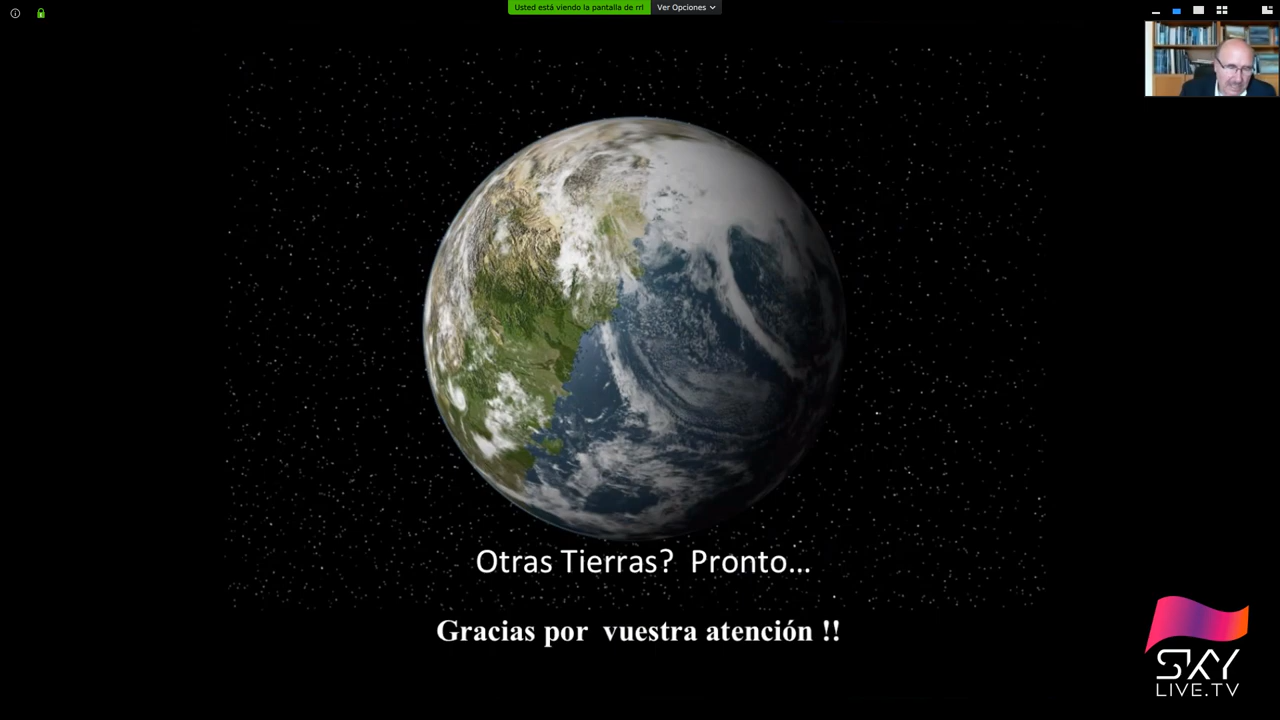 Usted está viendo la pantalla de rrl
Ver Opciones
Otras Tierras? Pronto...
Gracias por vuestra atención !!
SKY
LIVE.TV